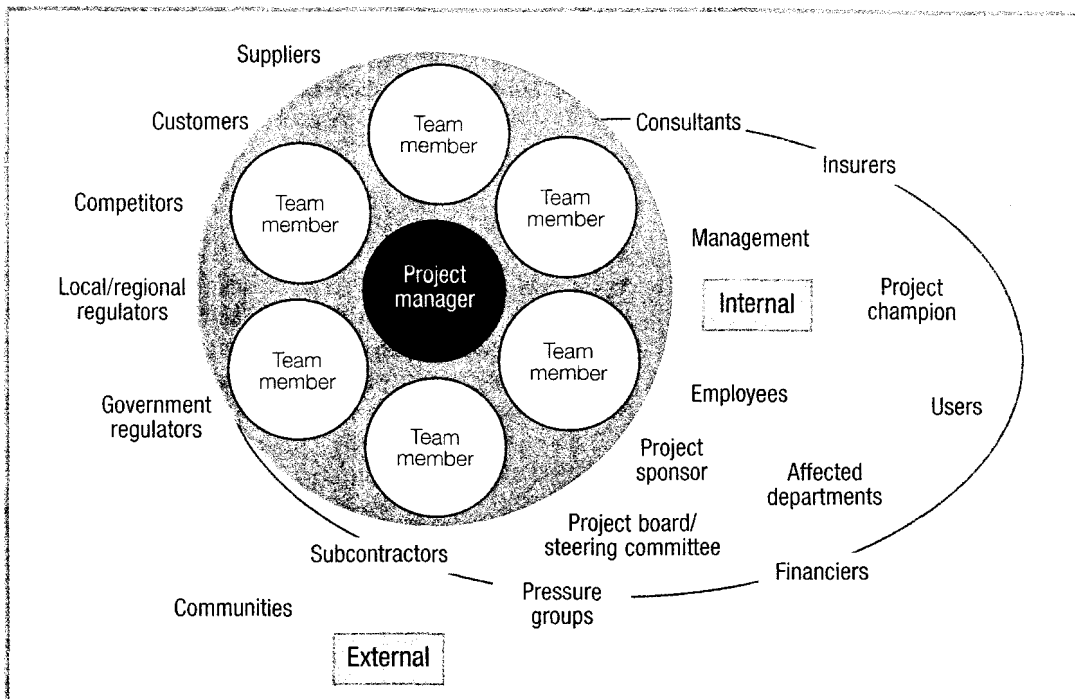 Suppliers
Customers
Competitors
Local/regional
regulators
Government
regulators
Team
member
Team
member
Team
member
Project
manager
Team
member
Team
member
Team
member
Consultants
Insurers
Management
Internal
Project
champion
Employees
Users
Project
sponsor
Affected
departments
Project board/
steering committee
Subcontractors
Financiers
Pressure
groups
Communities
External